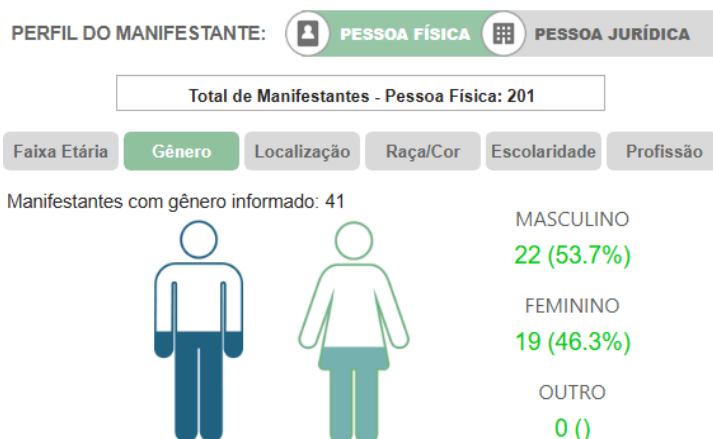 PERFIL DO MANIFESTANTE: PESSOA FÍSICA PESSOA JURÍDICA
Total de Manifestantes - Pessoa Física: 201
Faixa Etária Gênero Localização Raça/Cor Escolaridade Profissão
Manifestantes com gênero informado: 41
MASCULINO
22 (53.7%)
FEMININO
19 (46.3%)
OUTRO
0 ()